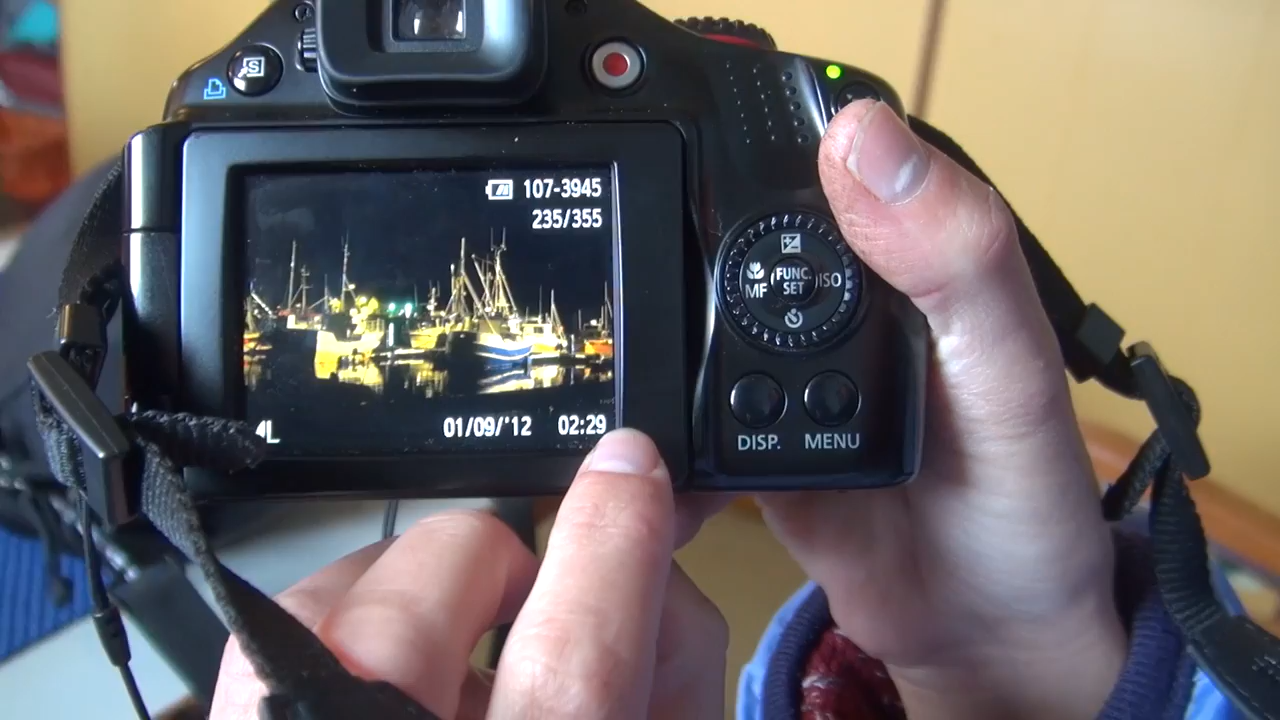 S
107-3945
235/355
FUNC.
SET
MF
ISO
4L
01/09/'12 02:29
DISP. MENU